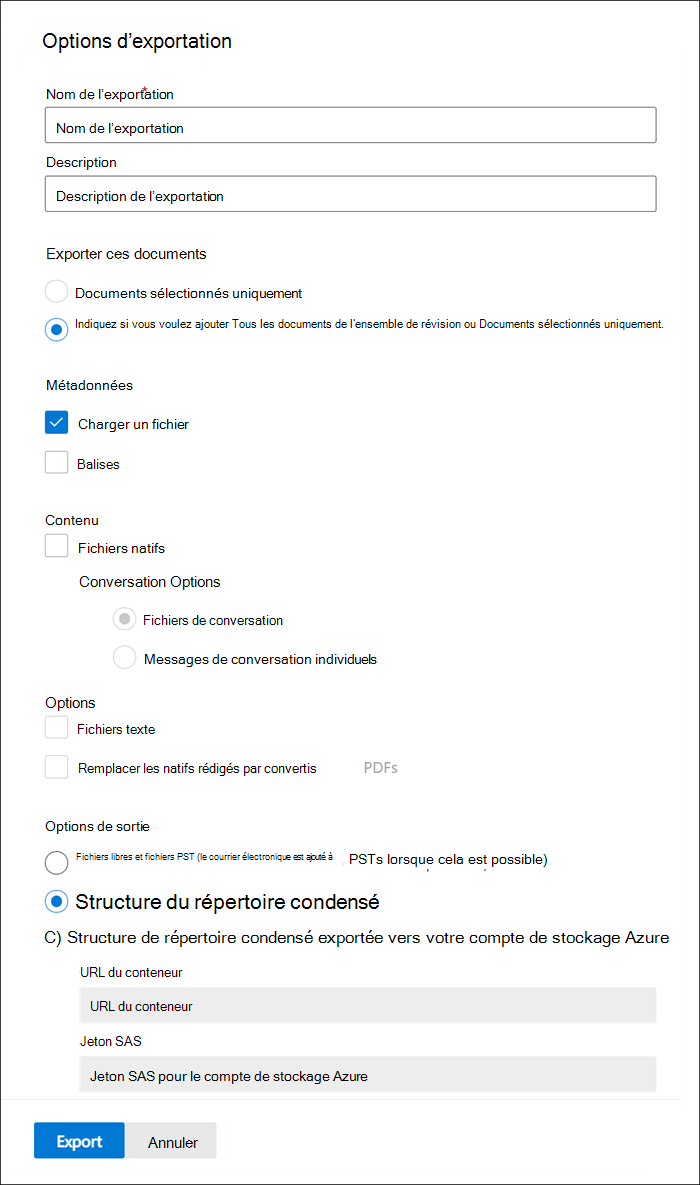 Options d’exportation
Nom de l’exportation*
Nom de l’exportation
Description
Description de l’exportation
Exporter ces documents
Documents sélectionnés uniquement
Indiquez si vous voulez ajouter Tous les documents de l’ensemble de révision ou Documents sélectionnés uniquement.
Métadonnées
Charger un fichier
Balises
Contenu
Fichiers natifs
Conversation Options
Fichiers de conversation
Messages de conversation individuels
Options
Fichiers texte
Remplacer les natifs rédigés par convertis PDFs
Options de sortie
Fichiers libres et fichiers PST (le courrier électronique est ajouté à PSTs lorsque cela est possible)
Structure du répertoire condensé
C) Structure de répertoire condensé exportée vers votre compte de stockage Azure
URL du conteneur
URL du conteneur
Jeton SAS
Jeton SAS pour le compte de stockage Azure
Export Annuler